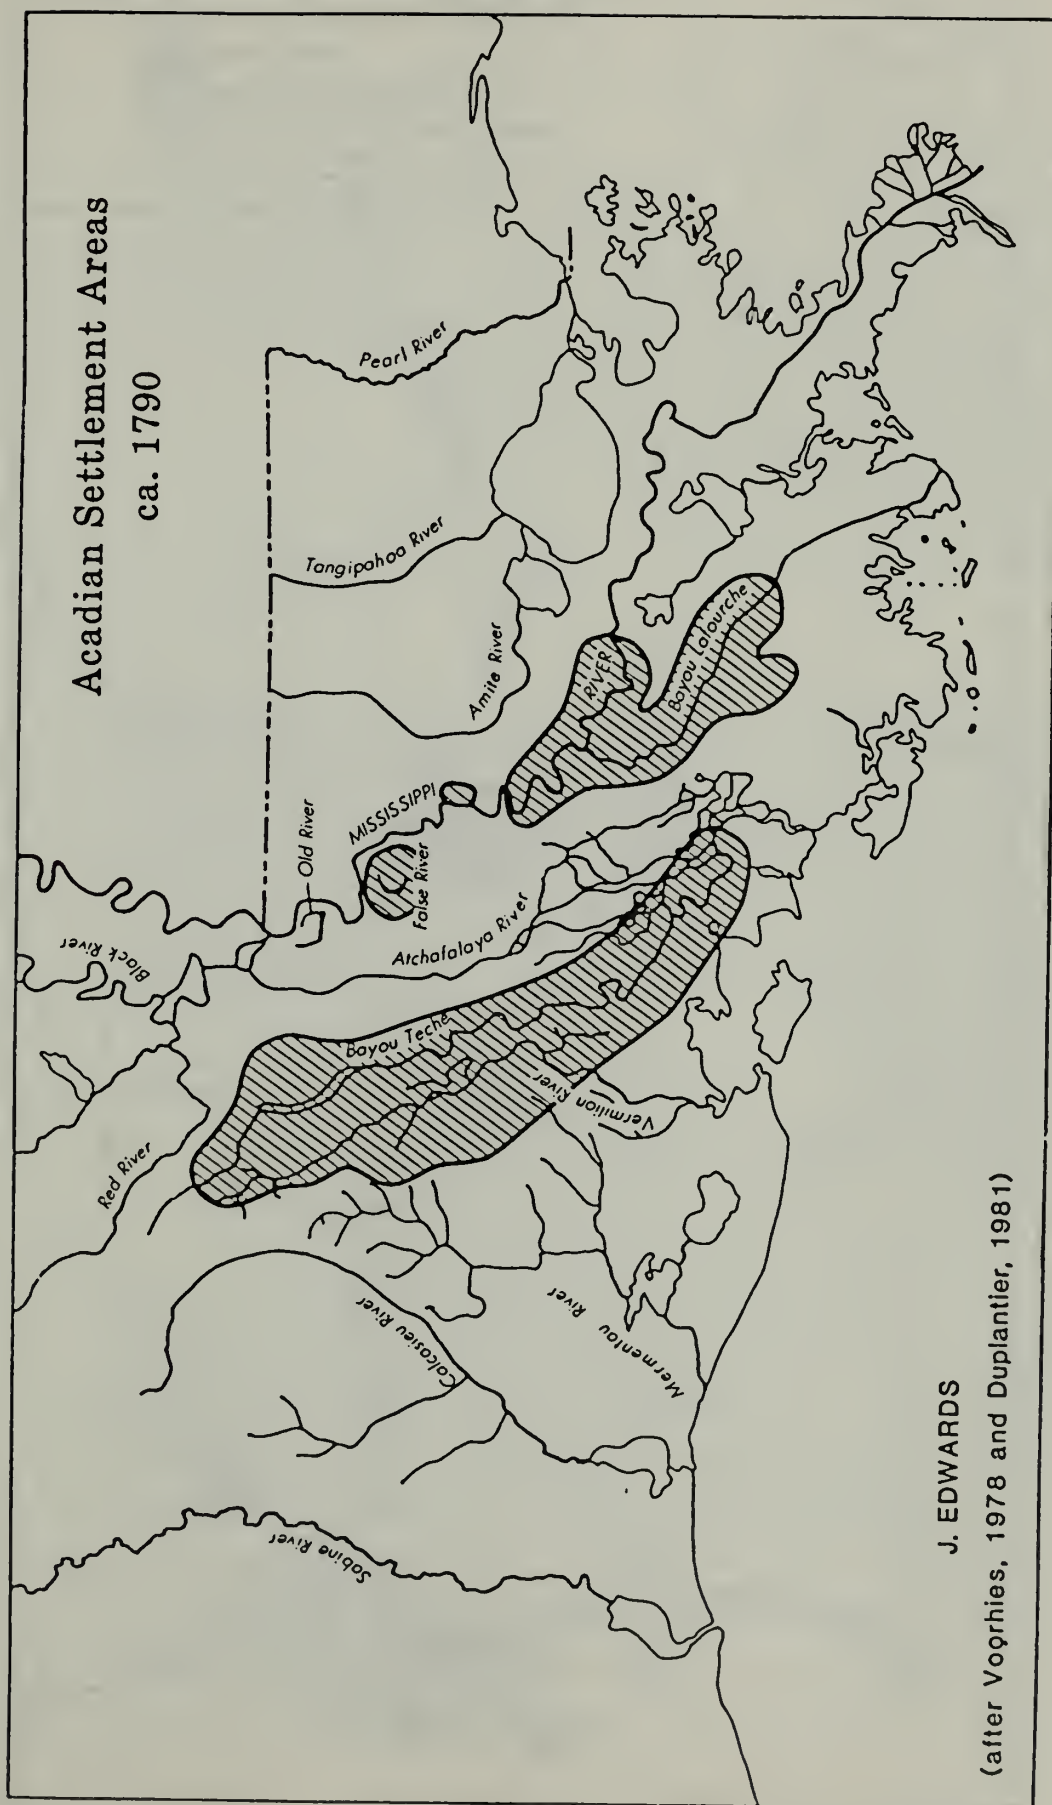 Acadian Settlement Areas
ca. 1790
Pearl River
Tangipahoa River
Amite River
MISSISSIPPI
RIVER
Bayou Lafourche
Old River
False River
Black River
Atchafalaya River
Bayou Teche
Vermilion River
Red River
Calcasieu River
Mermentau River
Sabine River
J. EDWARDS
(after Voorhies, 1978 and Duplantier, 1981)